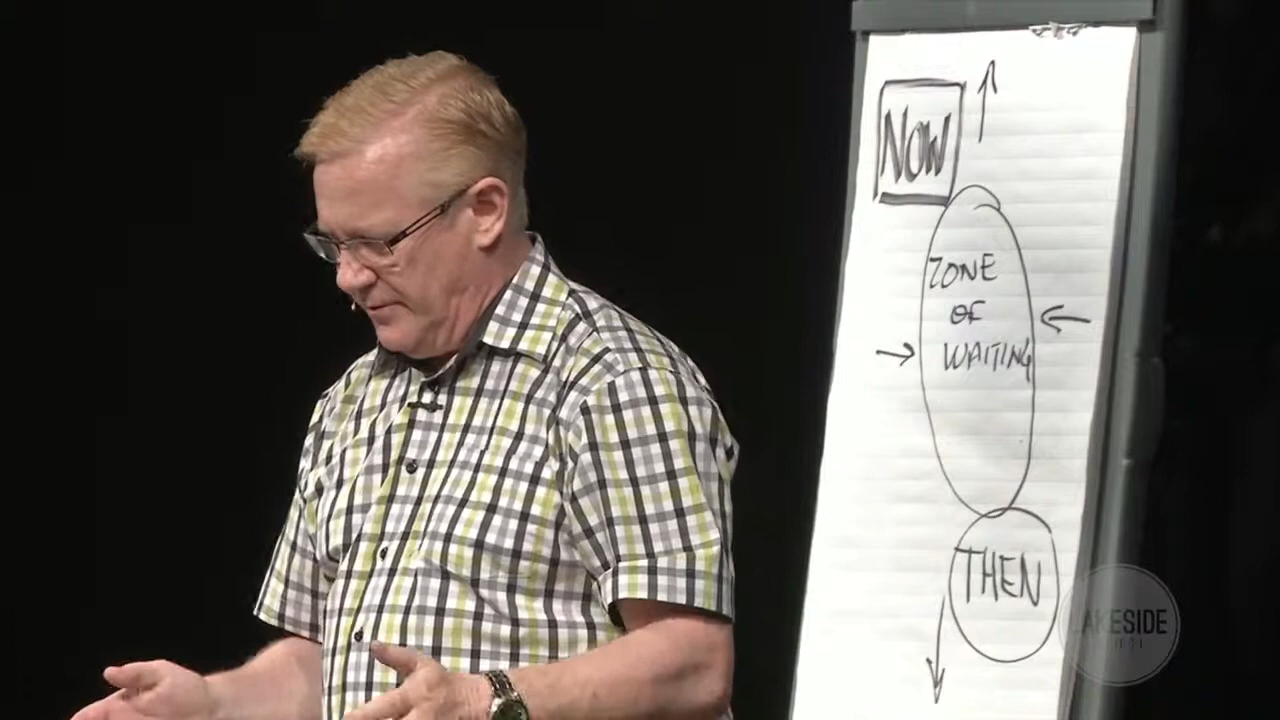 NOW
ZONE
OF
WAITING
THEN
LAKESIDE